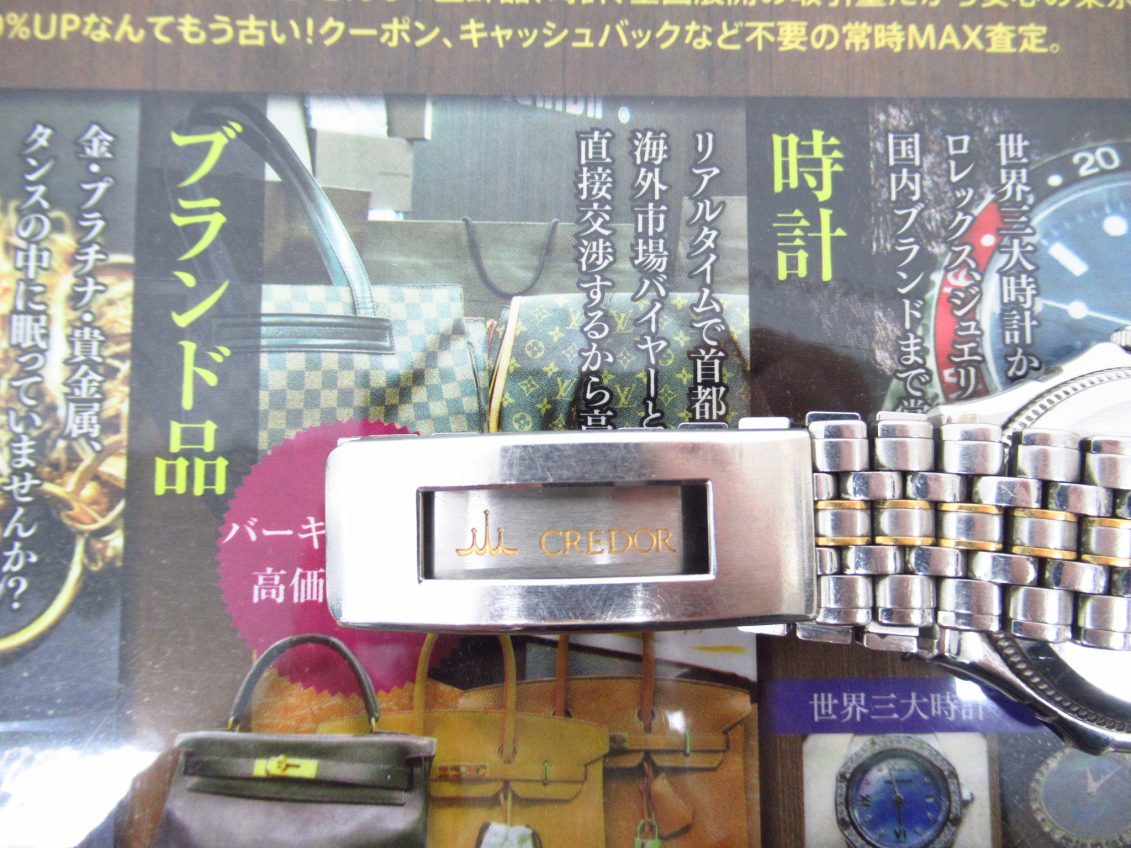 %UPなんてもう古い!クーポン、キャッシュバックなど不要の常時MAX査定。
時計
世界三大時計か
ロレックス、ジュエリ
国内ブランドまで
リアルタイムで首都
海外市場バイヤーと
直接交渉するから高
ブランド品
金・プラチナ・貴金属、
タンスの中に眠っていませんか?
バーキ
高価
20
CREDOR
世界三大時計